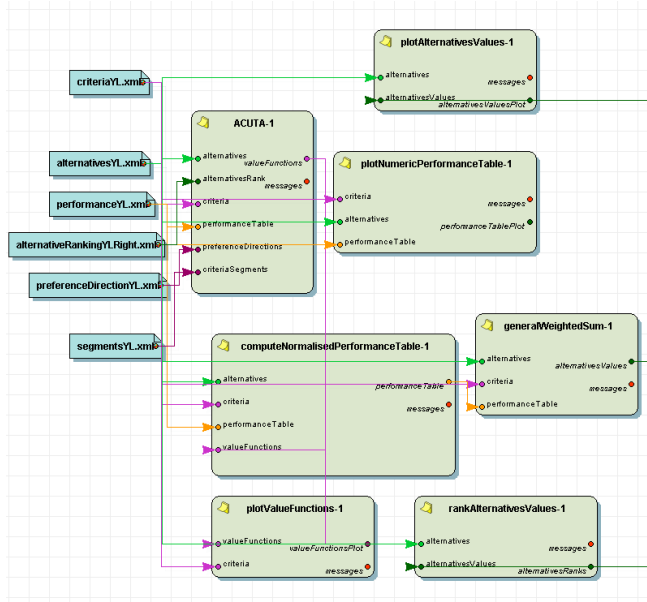 plotAlternativesValues-1
alternatives
messages
alternativesValues
alternativesValuesPlot
criteriaYL.xml
alternativesYL.xml
performanceYL.xml
alternativeRankingYLRight.xml
preferenceDirectionYL.xml
segmentsYL.xml
ACUTA-1
alternatives
valueFunctions
alternativesRank
messages
criteria
performanceTable
preferenceDirections
criteriaSegments
plotNumericPerformanceTable-1
criteria
messages
alternatives
performanceTablePlot
performanceTable
generalWeightedSum-1
alternatives
alternativesValues
criteria
messages
performanceTable
computeNormalisedPerformanceTable-1
alternatives
performanceTable
criteria
messages
performanceTable
valueFunctions
plotValueFunctions-1
valueFunctions
valueFunctionsPlot
criteria
messages
rankAlternativesValues-1
alternatives
messages
alternativesValues
alternativesRanks